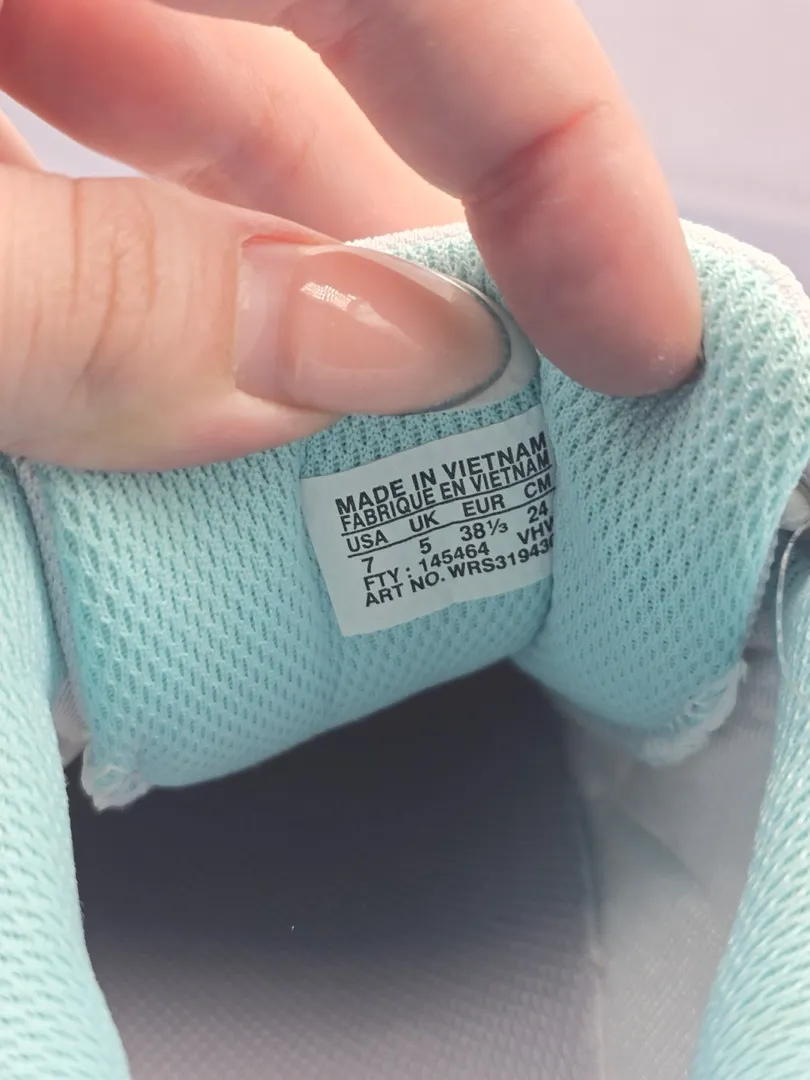 MADE IN VIETNAM
FABRIQUE EN VIETNAM
USA UK EUR CM
7 5 38⅓ 24
FTY : 145464 VHV
ART NO. WRS31943